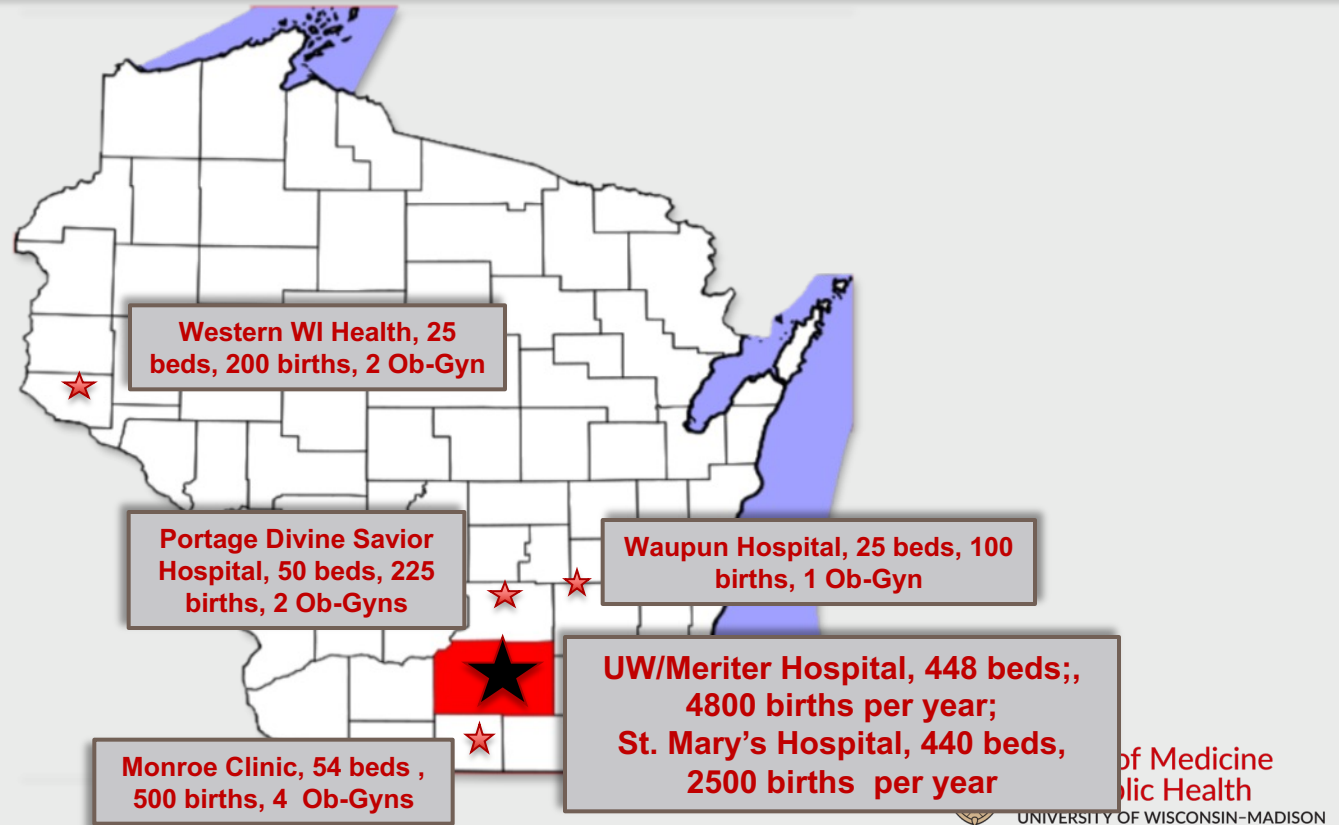 Western WI Health, 25
beds, 200 births, 2 Ob-Gyn
Portage Divine Savior
Hospital, 50 beds, 225
births, 2 Ob-Gyns
Waupun Hospital, 25 beds, 100
births, 1 Ob-Gyn
UW/Meriter Hospital, 448 beds;,
4800 births per year;
St. Mary’s Hospital, 440 beds,
2500 births per year
Monroe Clinic, 54 beds ,
500 births, 4 Ob-Gyns
of Medicine
lic Health
UNIVERSITY OF WISCONSIN–MADISON